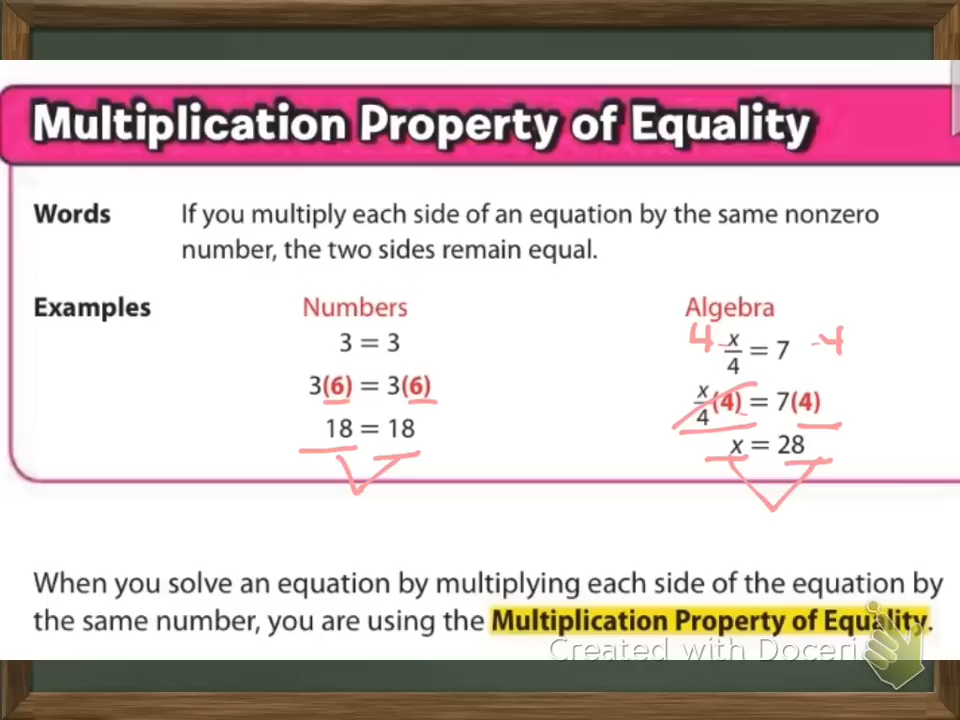 Multiplication Property of Equality
Words If you multiply each side of an equation by the same nonzero
number, the two sides remain equal.
Examples Numbers Algebra
3 = 3 4 x/4 = 7 4
3(6) = 3(6) x/4(4) = 7(4)
18 = 18 x = 28
When you solve an equation by multiplying each side of the equation by
the same number, you are using the Multiplication Property of Equality.
Created with Doceri